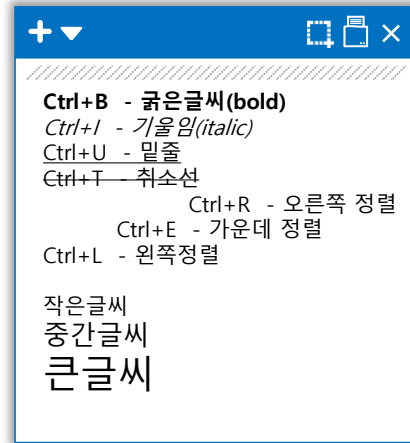 Ctrl+B - 굵은글씨(bold)
Ctrl+I - 기울임(italic)
Ctrl+U - 밑줄
Ctrl+T - 취소선
Ctrl+R - 오른쪽 정렬
Ctrl+E - 가운데 정렬
Ctrl+L - 왼쪽정렬
작은글씨
중간글씨
큰글씨